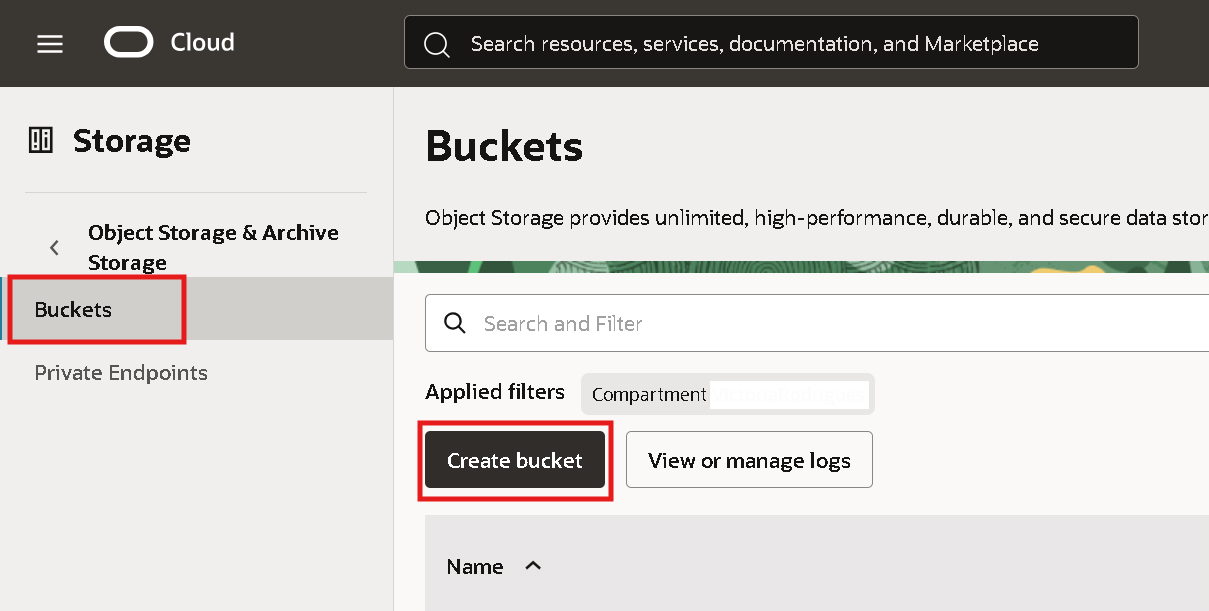 Cloud
Search resources, services, documentation, and Marketplace
Storage
Object Storage & Archive
Storage
Buckets
Private Endpoints
Buckets
Object Storage provides unlimited, high-performance, durable, and secure data stor
Search and Filter
Applied filters
Compartment
Create bucket
View or manage logs
Name